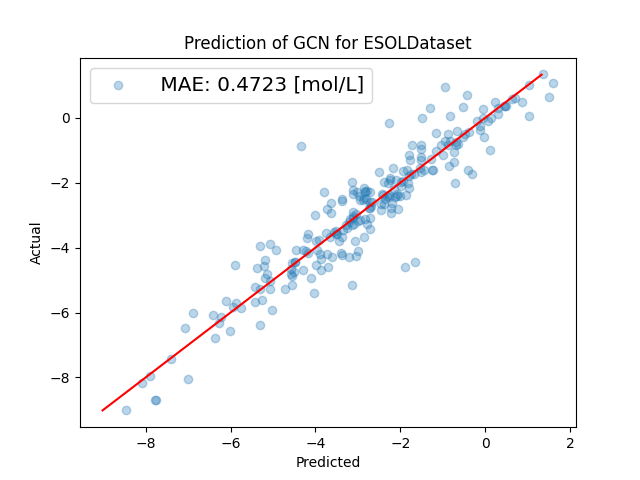 Prediction of GCN for ESOLDataset
MAE: 0.4723 [mol/L]
Actual
0
−2
−4
−6
−8
−8 −6 −4 −2 0 2
Predicted